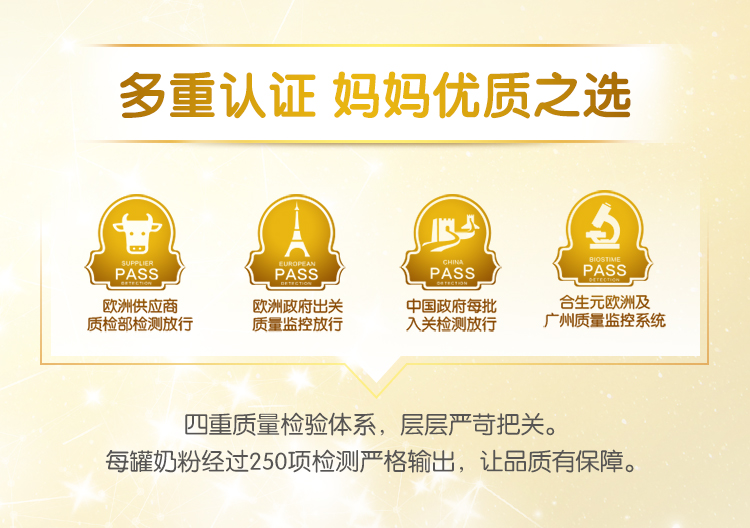 多重认证 妈妈优质之选
SUPPLIER
PASS
DETECTION
欧洲供应商
质检部检测放行
EUROPEAN
PASS
DETECTION
欧洲政府出关
质量监控放行
CHINA
PASS
DETECTION
中国政府每批
入关检测放行
BIOSTIME
PASS
DETECTION
合生元欧洲及
广州质量监控系统
四重质量检验体系，层层严苛把关。
每罐奶粉经过250项检测严格输出，让品质有保障。